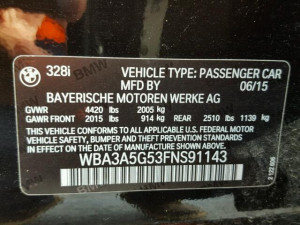 328i VEHICLE TYPE: PASSENGER CAR
MFD BY 06/15
BAYERISCHE MOTOREN WERKE AG
GVWR 4420 lbs 2005 kg
GAWR FRONT 2015 lbs 914 kg REAR 2510 lbs 1139 kg
THIS VEHICLE CONFORMS TO ALL APPLICABLE FEDERAL MOTOR
VEHICLE SAFETY, BUMPER, AND THEFT PREVENTION STANDARDS
IN EFFECT ON THE DATE OF MANUFACTURE SHOWN ABOVE.
WBA3A5G53FNS91143